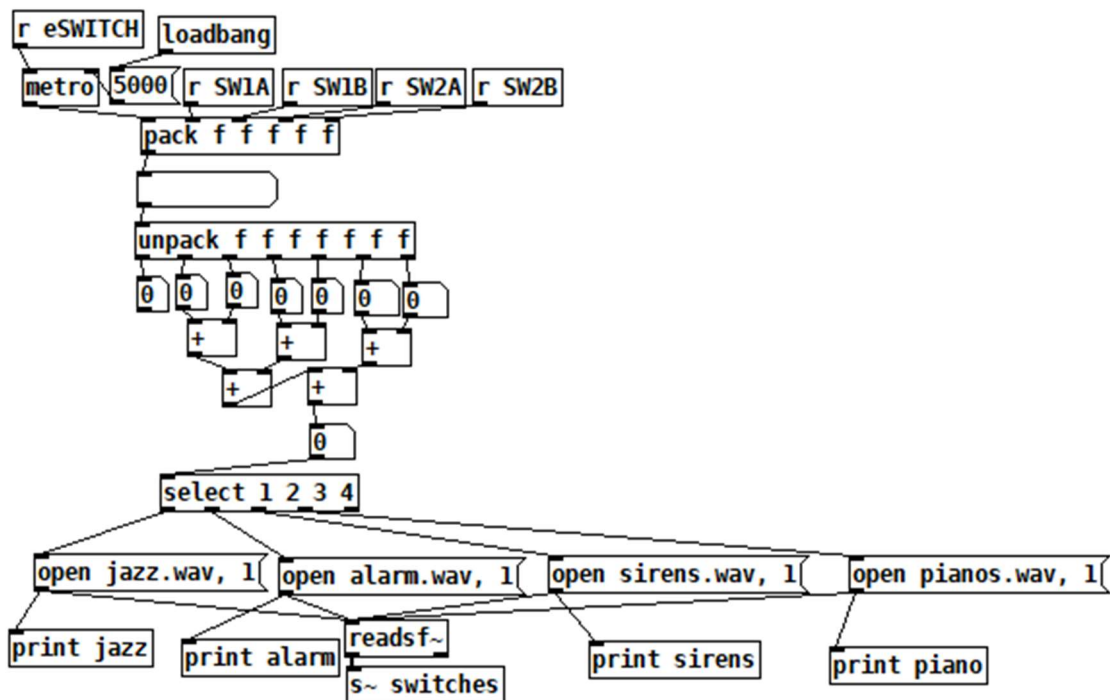 r eSWITCH
loadbang
metro
5000
r SW1A
r SW1B
r SW2A
r SW2B
pack f f f f f
unpack f f f f f f f
0
0
0
0
0
0
0
+
+
+
+
+
0
select 1 2 3 4
open jazz.wav, 1
open alarm.wav, 1
open sirens.wav, 1
open pianos.wav, 1
print jazz
print alarm
readsf~
print sirens
print piano
s~ switches